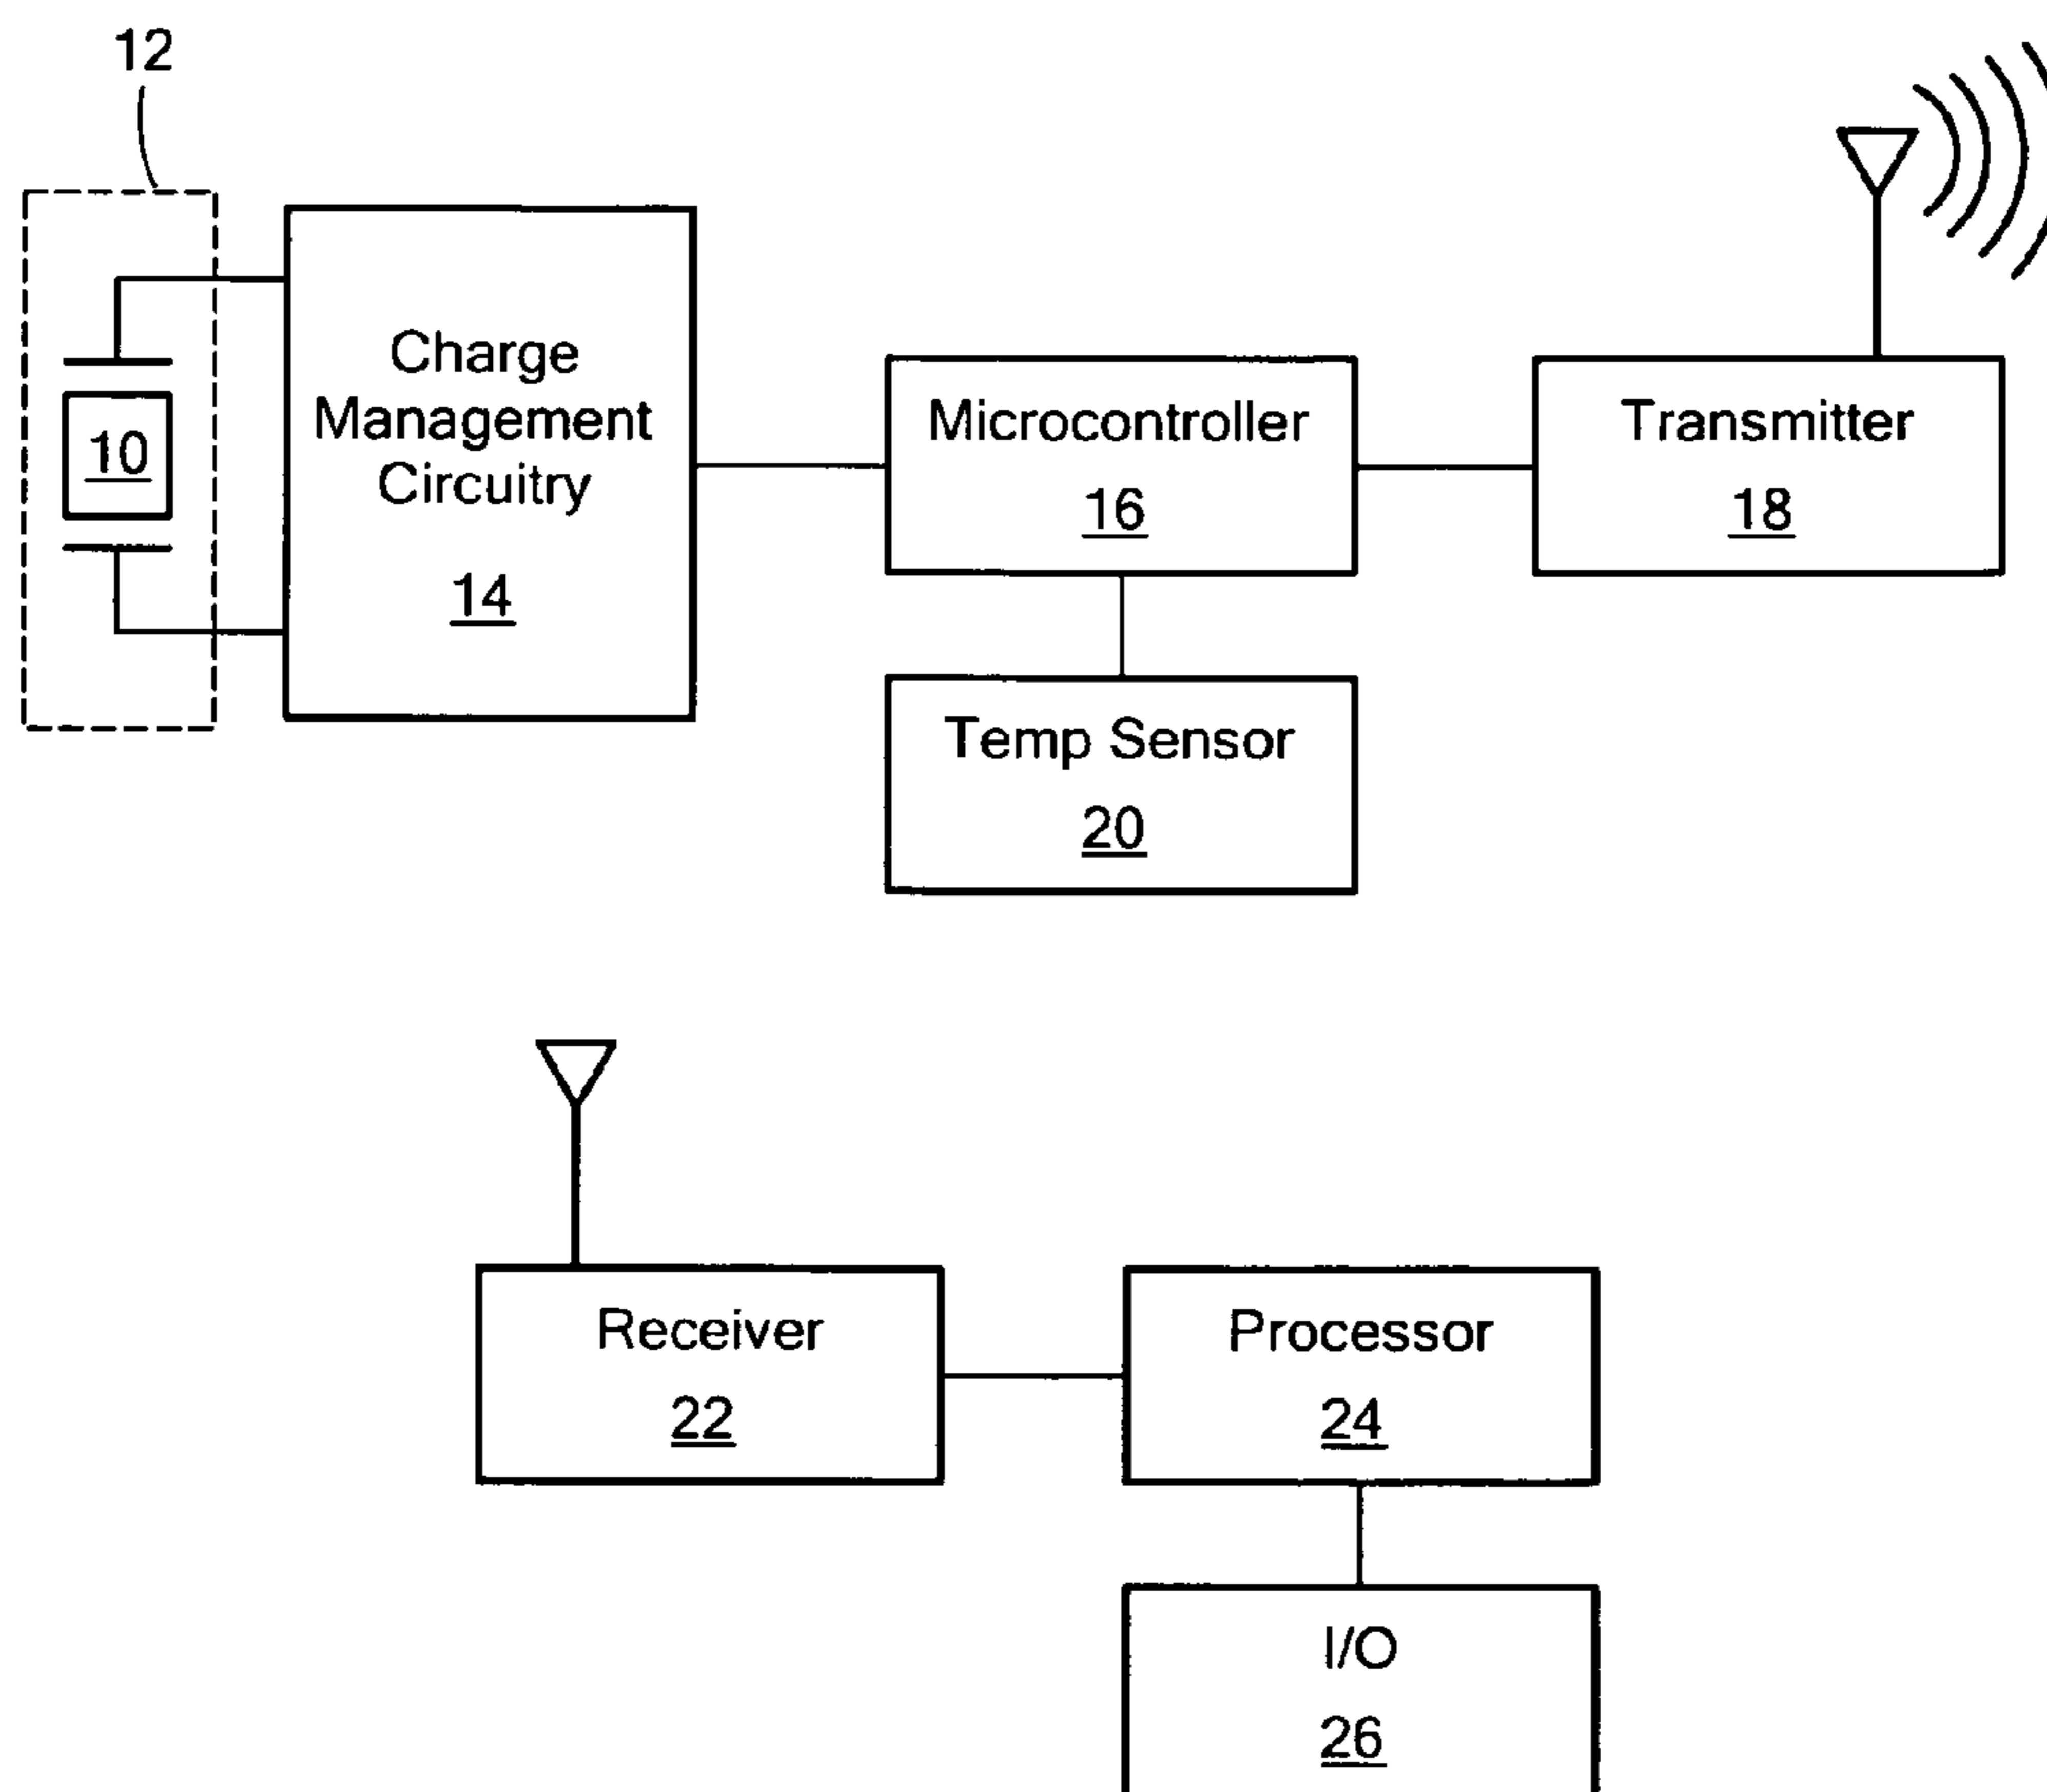 12
10
Charge
Management
Circuitry
14
Microcontroller
16
Transmitter
18
Temp Sensor
20
Receiver
22
Processor
24
I/O
26